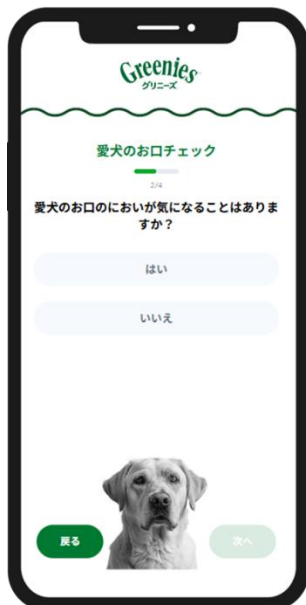 Greenies
グリニーズ
愛犬のお口チェック
2/4
愛犬のお口のにおいが気になることはありま
すか？
はい
いいえ
戻る
次へ